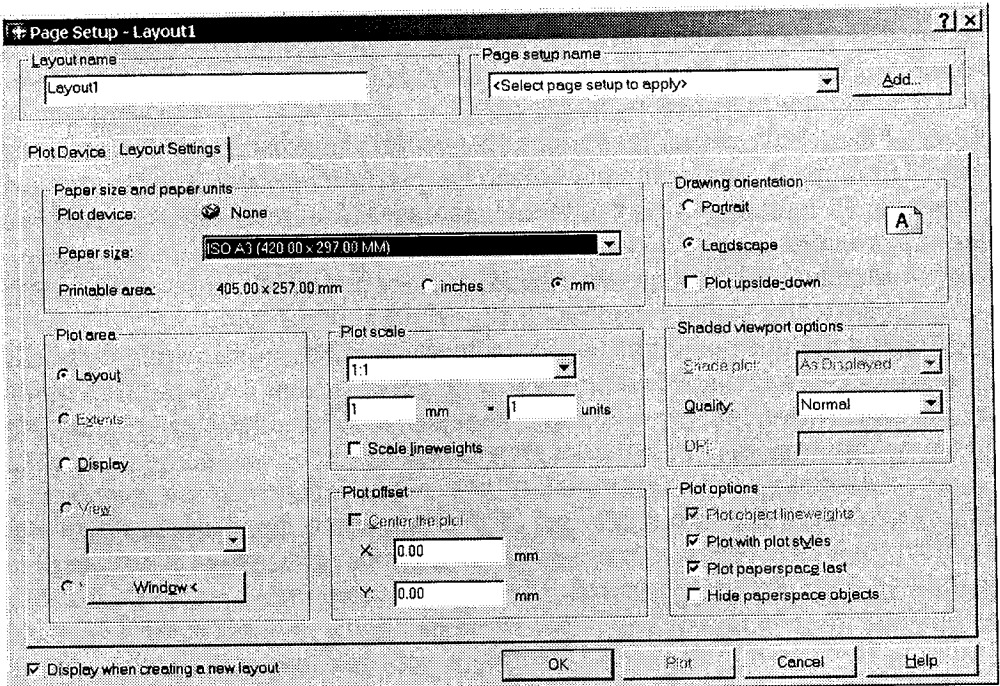 Page Setup - Layout1
Layout name
Layout1
Page setup name
<Select page setup to apply>
Add...
Plot Device
Layout Settings
Paper size and paper units
Plot device:
None
Paper size:
ISO A3 (420.00 x 297.00 MM)
Printable area:
405.00 x 257.00 mm
inches
mm
Drawing orientation
Portrait
A
Landscape
Plot upside-down
Plot area
Layout
Extents
Display
View
Window <
Plot scale
1:1
1 mm = 1 units
Scale lineweights
Plot offset
Center the plot
X: 0.00 mm
Y: 0.00 mm
Shaded viewport options
Shade plot: As Displayed
Quality: Normal
DPI:
Plot options
Plot object lineweights
Plot with plot styles
Plot paperspace last
Hide paperspace objects
Display when creating a new layout
OK
Plot
Cancel
Help